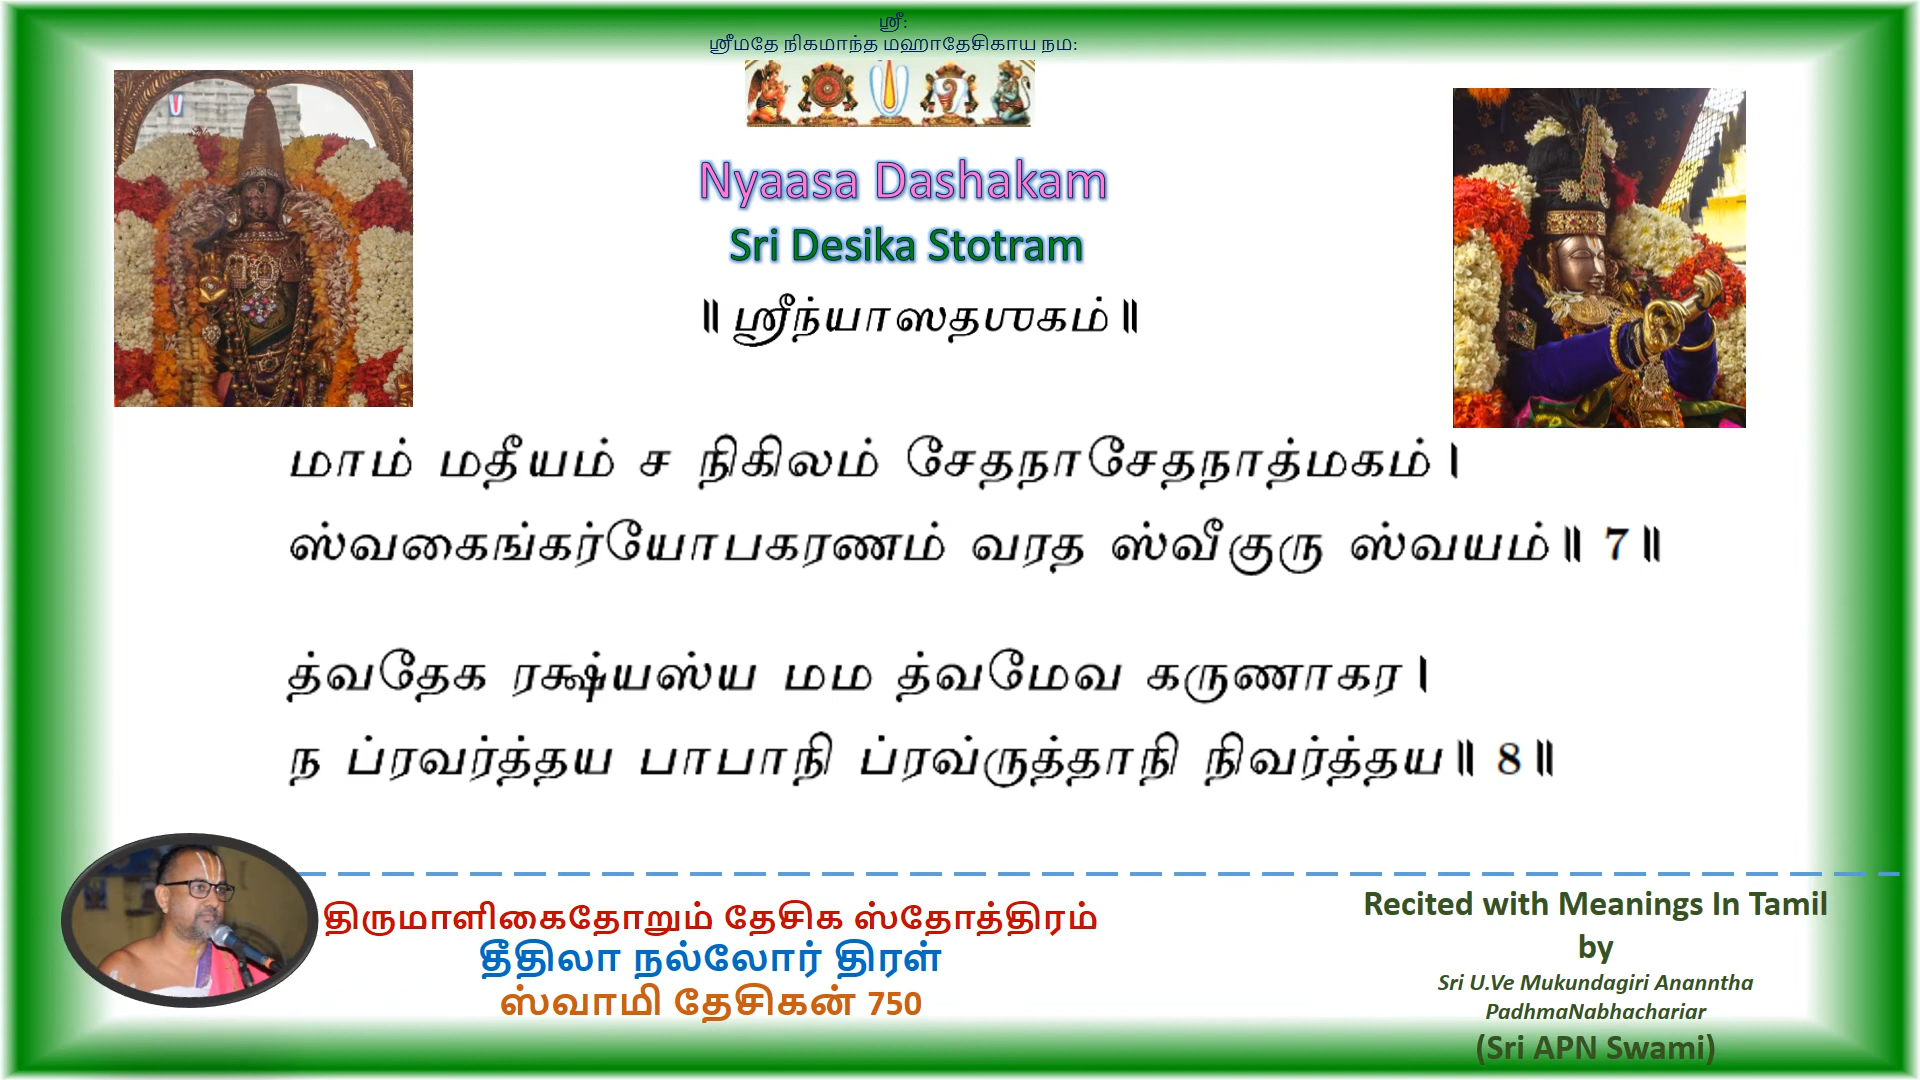 ஸ்ரீ:
ஸ்ரீமதே நிகமாந்த மஹாதேசிகாய நம:
Nyaasa Dashakam
Sri Desika Stotram
॥ ஸ்ரீந்யாஸதஶகம்॥
மாம் மதீயம் ச நிகிலம் சேதநாசேதநாத்மகம்।
ஸ்வகைங்கர்யோபகரணம் வரத ஸ்வீகுரு ஸ்வயம்॥ 7॥
த்வதேக ரக்ஷ்யஸ்ய மம த்வமேவ கருணாகர।
ந ப்ரவர்த்தய பாபாநி ப்ரவ்ருத்தாநி நிவர்த்தய॥ 8॥
திருமாளிகைதோறும் தேசிக ஸ்தோத்திரம்
தீதிலா நல்லோர் திரள்
ஸ்வாமி தேசிகன் 750
Recited with Meanings In Tamil
by
Sri U.Ve Mukundagiri Ananntha
PadhmaNabhachariar
(Sri APN Swami)